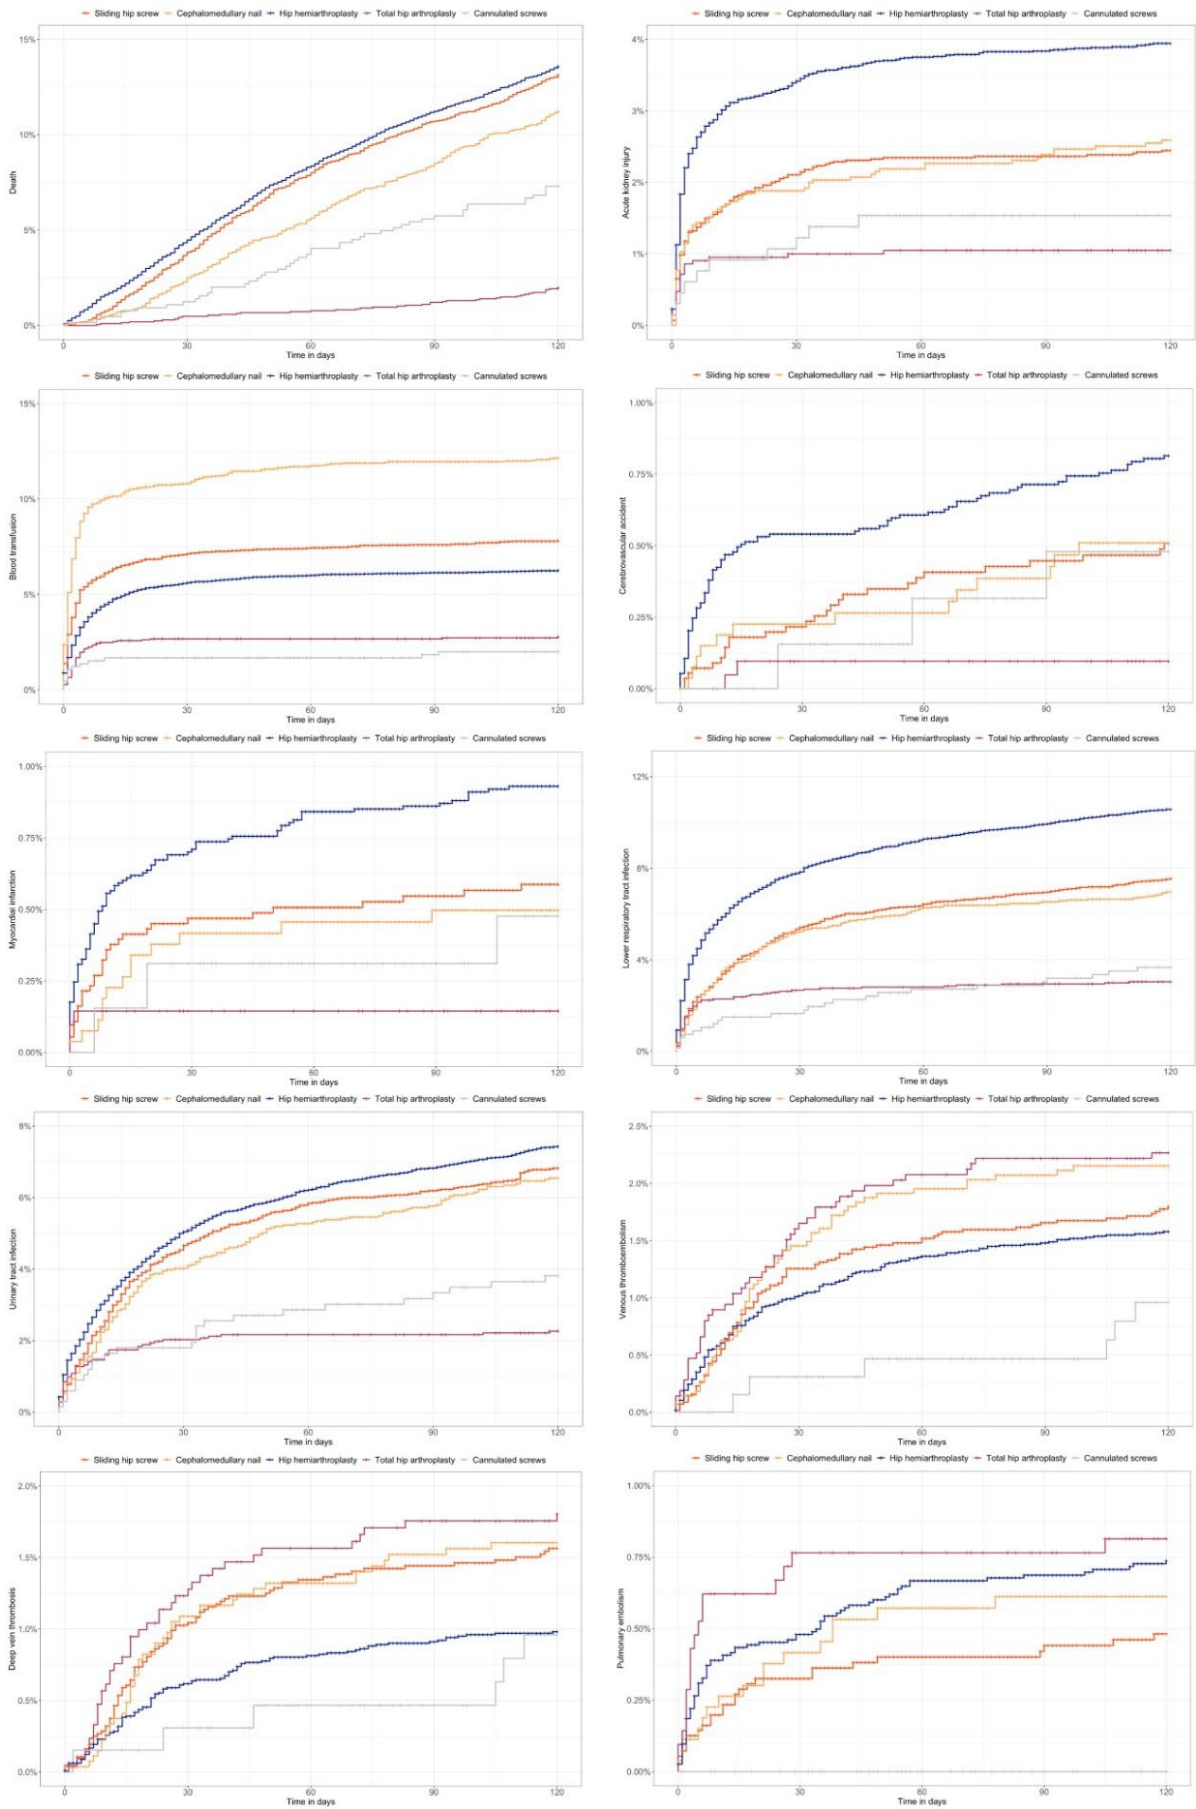 Sliding hip screw Cephalomedullary nail Hip hemiarthroplasty Total hip arthroplasty Cannulated screws
15%
10%
5%
0%
Death
0 30 60 90 120
Time in days
Sliding hip screw Cephalomedullary nail Hip hemiarthroplasty Total hip arthroplasty Cannulated screws
4%
3%
2%
1%
0%
Acute kidney injury
0 30 60 90 120
Time in days
Sliding hip screw Cephalomedullary nail Hip hemiarthroplasty Total hip arthroplasty Cannulated screws
15%
10%
5%
0%
Blood transfusion
0 30 60 90 120
Time in days
Sliding hip screw Cephalomedullary nail Hip hemiarthroplasty Total hip arthroplasty Cannulated screws
1.00%
0.75%
0.50%
0.25%
0.00%
Cerebrovascular accident
0 30 60 90 120
Time in days
Sliding hip screw Cephalomedullary nail Hip hemiarthroplasty Total hip arthroplasty Cannulated screws
1.00%
0.75%
0.50%
0.25%
0.00%
Myocardial infarction
0 30 60 90 120
Time in days
Sliding hip screw Cephalomedullary nail Hip hemiarthroplasty Total hip arthroplasty Cannulated screws
12%
8%
4%
0%
Lower respiratory tract infection
0 30 60 90 120
Time in days
Sliding hip screw Cephalomedullary nail Hip hemiarthroplasty Total hip arthroplasty Cannulated screws
8%
6%
4%
2%
0%
Urinary tract infection
0 30 60 90 120
Time in days
Sliding hip screw Cephalomedullary nail Hip hemiarthroplasty Total hip arthroplasty Cannulated screws
2.5%
2.0%
1.5%
1.0%
0.5%
0.0%
Venous thromboembolism
0 30 60 90 120
Time in days
Sliding hip screw Cephalomedullary nail Hip hemiarthroplasty Total hip arthroplasty Cannulated screws
2.0%
1.5%
1.0%
0.5%
0.0%
Deep vein thrombosis
0 30 60 90 120
Time in days
Sliding hip screw Cephalomedullary nail Hip hemiarthroplasty Total hip arthroplasty Cannulated screws
1.00%
0.75%
0.50%
0.25%
0.00%
Pulmonary embolism
0 30 60 90 120
Time in days